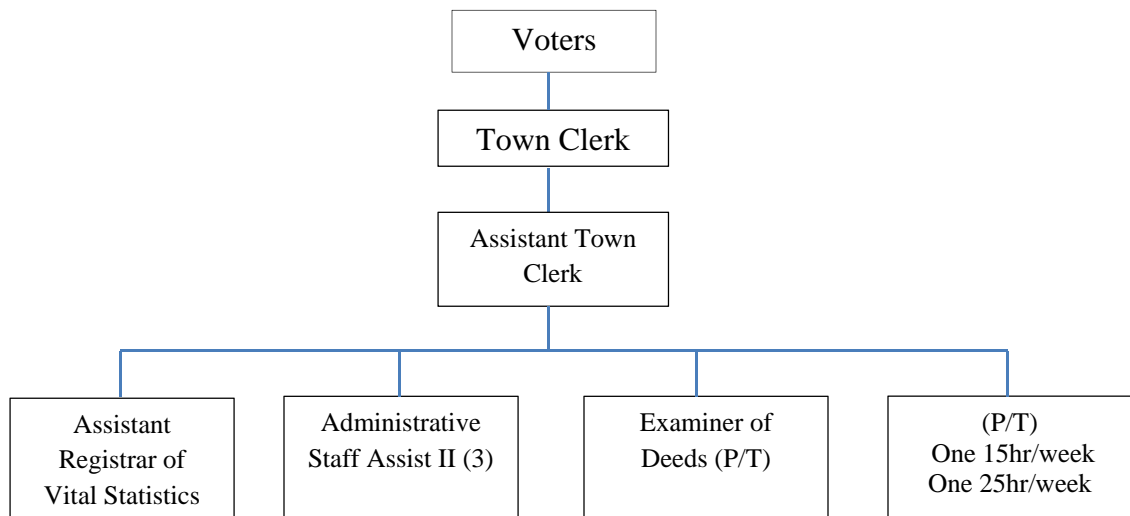 Voters
Town Clerk
Assistant Town
Clerk
Assistant
Registrar of
Vital Statistics
Administrative
Staff Assist II (3)
Examiner of
Deeds (P/T)
(P/T)
One 15hr/week
One 25hr/week